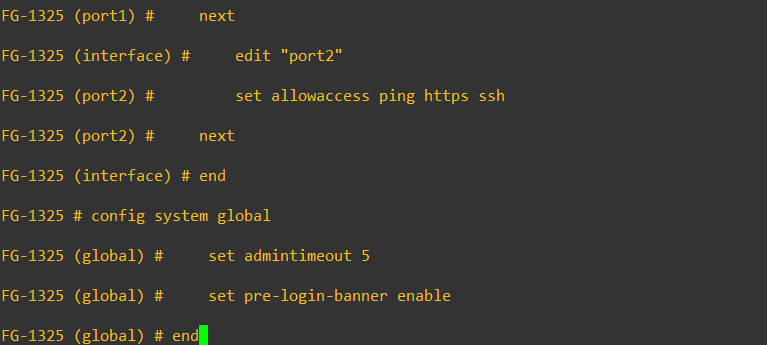 FG-1325 (port1) #     next
FG-1325 (interface) #     edit "port2"
FG-1325 (port2) #         set allowaccess ping https ssh
FG-1325 (port2) #     next
FG-1325 (interface) # end
FG-1325 # config system global
FG-1325 (global) #     set admintimeout 5
FG-1325 (global) #     set pre-login-banner enable
FG-1325 (global) # end